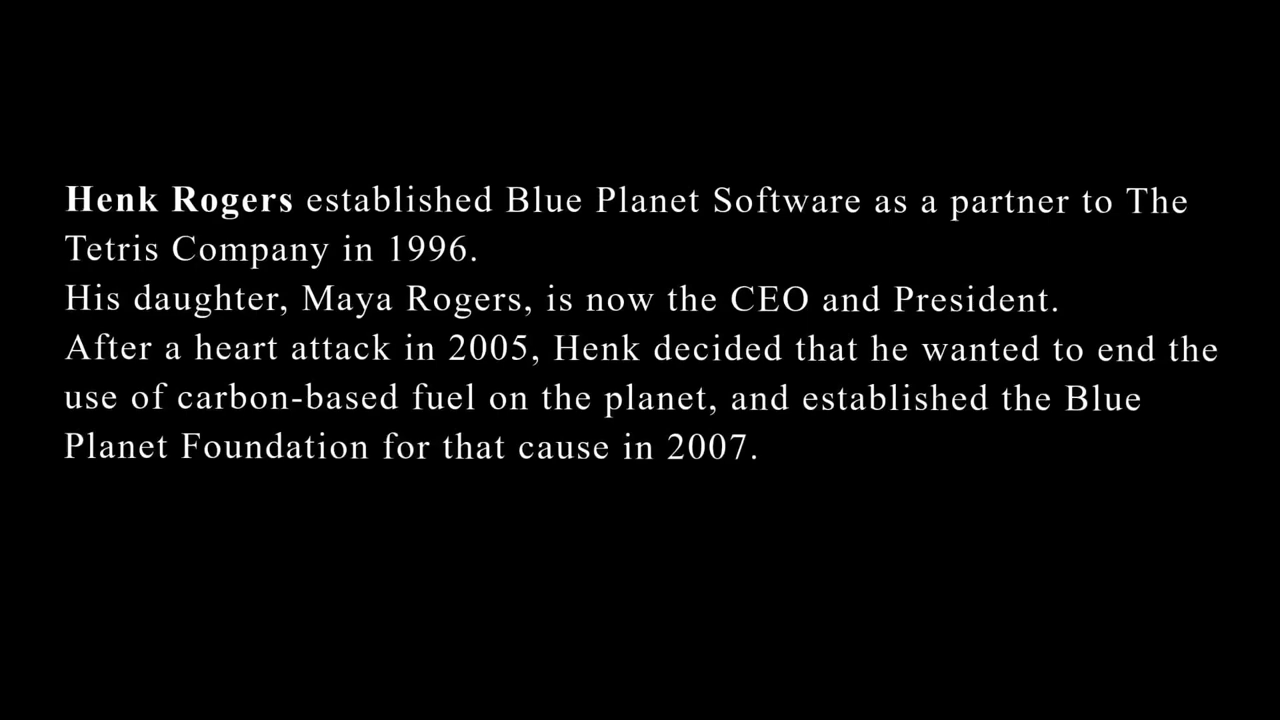 Henk Rogers established Blue Planet Software as a partner to The
Tetris Company in 1996.
His daughter, Maya Rogers, is now the CEO and President.
After a heart attack in 2005, Henk decided that he wanted to end the
use of carbon-based fuel on the planet, and established the Blue
Planet Foundation for that cause in 2007.